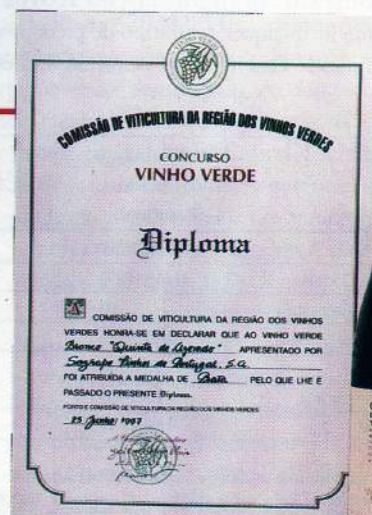 VINHO VERDE
COMISSÃO DE VITICULTURA DA REGIÃO DOS VINHOS VERDES
CONCURSO
VINHO VERDE
Diploma
A COMISSÃO DE VITICULTURA DA REGIÃO DOS VINHOS
VERDES HONRA-SE EM DECLARAR QUE AO VINHO VERDE
Branco "Quinta de Azevedo" APRESENTADO POR
Sogrape Vinhos de Portugal, S.A.
FOI ATRIBUÍDA A MEDALHA DE Prata PELO QUE LHE É
PASSADO O PRESENTE Diploma.
PORTO E COMISSÃO DE VITICULTURA DA REGIÃO DOS VINHOS VERDES
25 Junho 1997